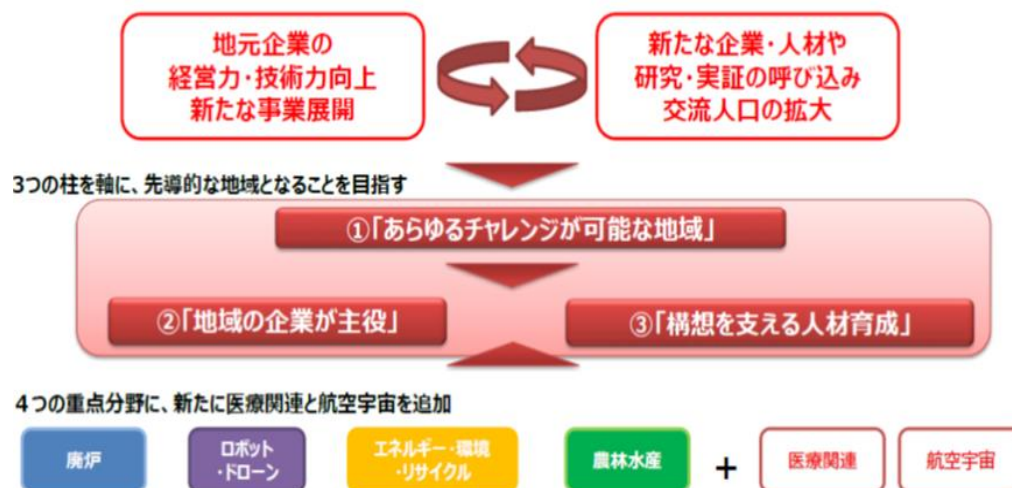 地元企業の
経営力・技術力向上
新たな事業展開
新たな企業・人材や
研究・実証の呼び込み
交流人口の拡大
3つの柱を軸に、先導的な地域となることを目指す
①「あらゆるチャレンジが可能な地域」
②「地域の企業が主役」
③「構想を支える人材育成」
４つの重点分野に、新たに医療関連と航空宇宙を追加
廃炉
ロボット
・ドローン
エネルギー・環境
・リサイクル
農林水産
+
医療関連
航空宇宙